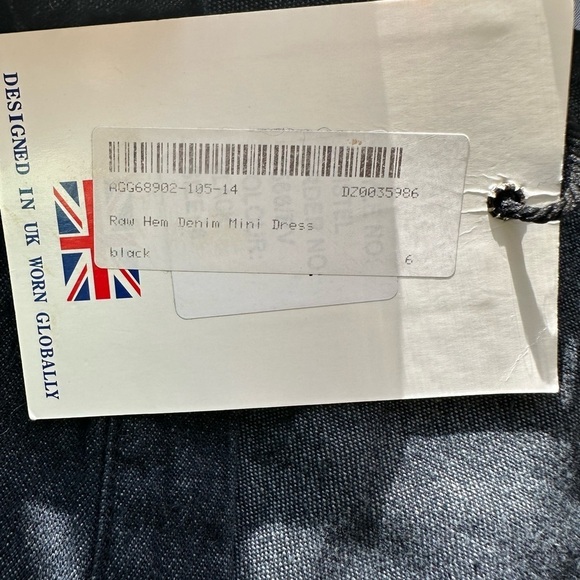 DESIGNED IN UK WORN GLOBALLY
AGG68902-105-14 DZ0035986
Raw Hem Denim Mini Dress
black 6